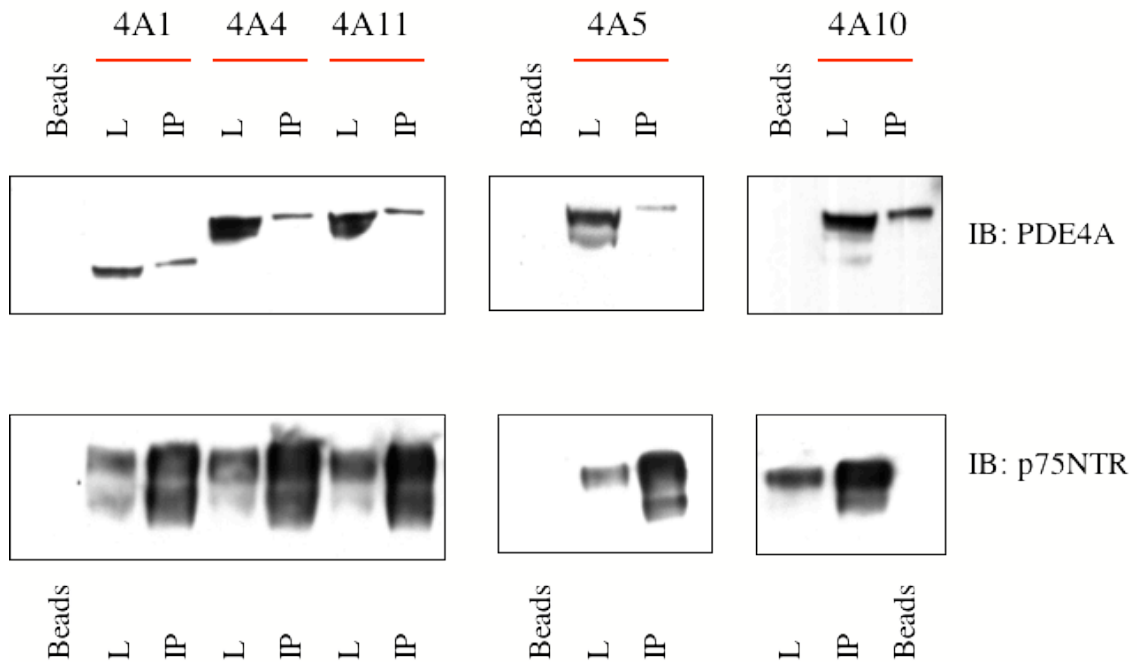 4A1 4A4 4A11 4A5 4A10
Beads L IP L IP L IP Beads L IP Beads L IP
IB: PDE4A
IB: p75NTR
Beads L IP L IP L IP Beads L IP L IP Beads